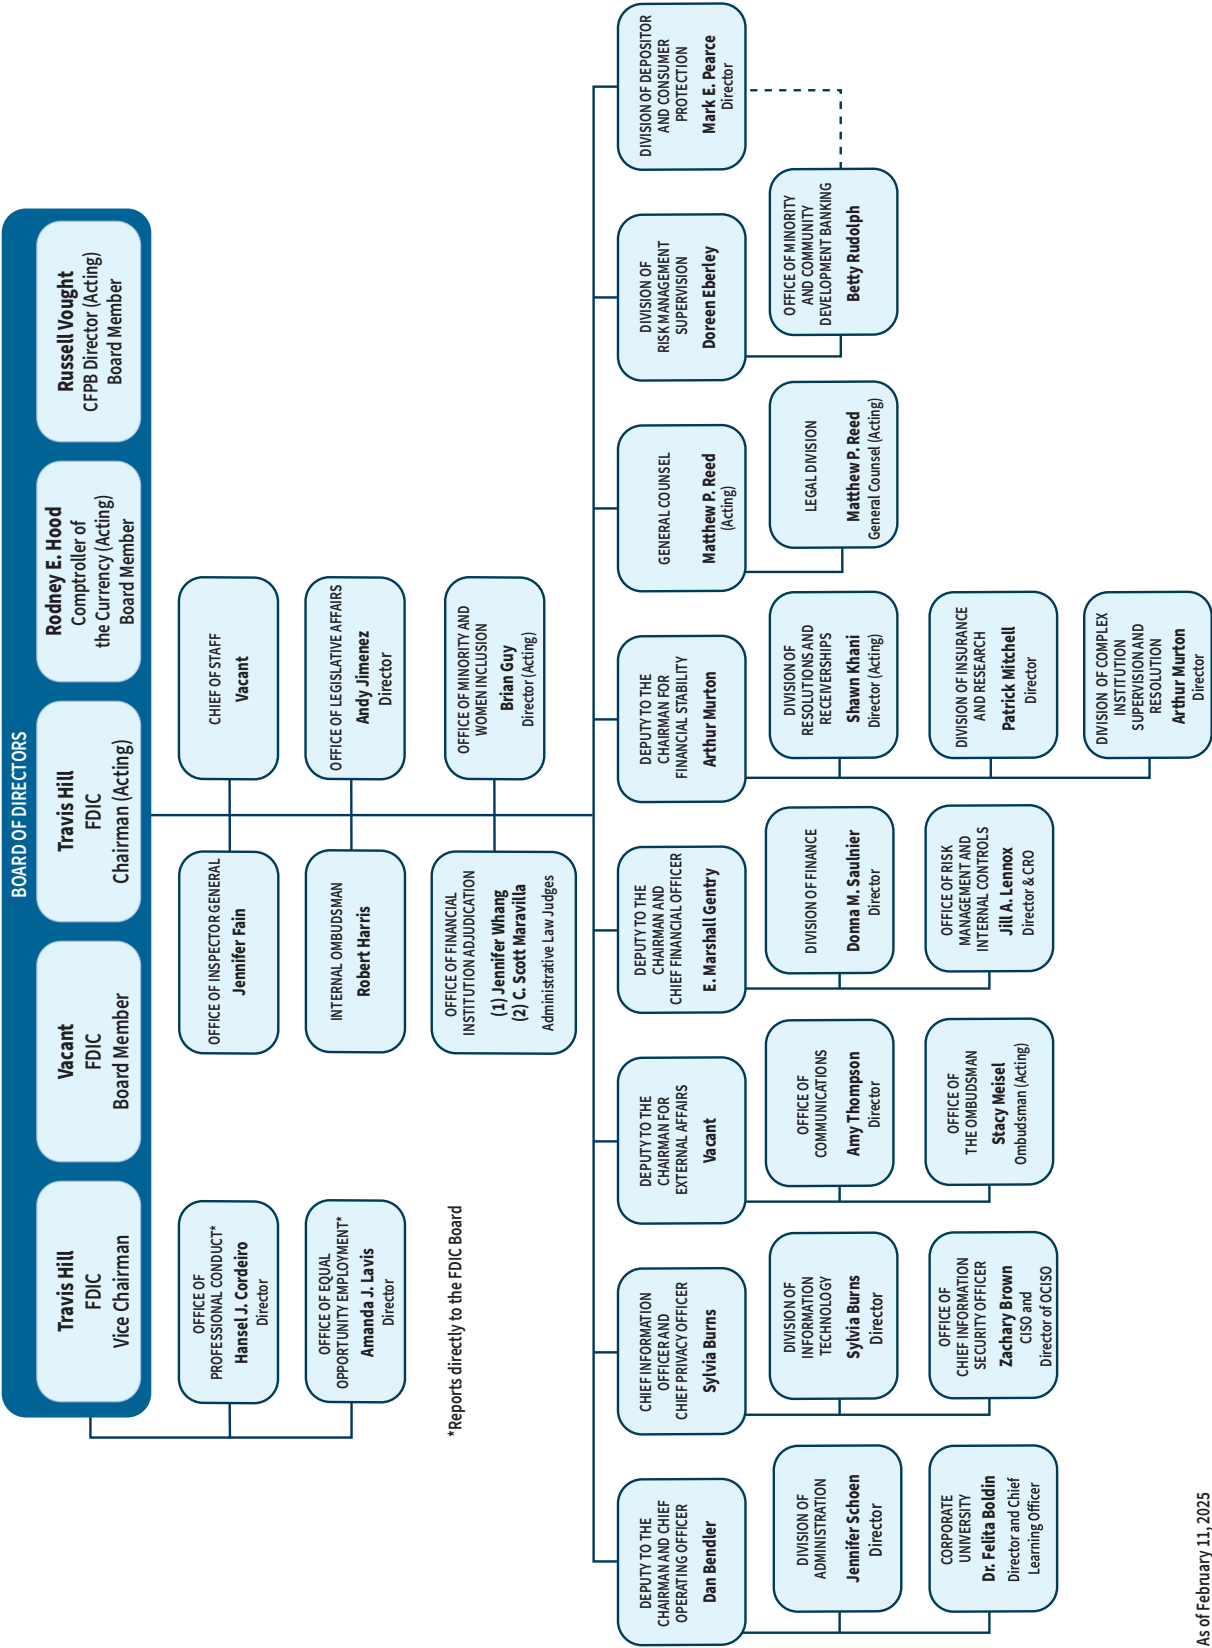 BOARD OF DIRECTORS
Travis Hill
FDIC
Vice Chairman
Vacant
FDIC
Board Member
Travis Hill
FDIC
Chairman (Acting)
Rodney E. Hood
Comptroller of
the Currency (Acting)
Board Member
Russell Vought
CFPB Director (Acting)
Board Member
OFFICE OF
PROFESSIONAL CONDUCT*
Hansel J. Cordeiro
Director
OFFICE OF EQUAL
OPPORTUNITY EMPLOYMENT*
Amanda J. Lavis
Director
*Reports directly to the FDIC Board
OFFICE OF INSPECTOR GENERAL
Jennifer Fain
CHIEF OF STAFF
Vacant
INTERNAL OMBUDSMAN
Robert Harris
OFFICE OF LEGISLATIVE AFFAIRS
Andy Jimenez
Director
OFFICE OF FINANCIAL
INSTITUTION ADJUDICATION
(1) Jennifer Whang
(2) C. Scott Maravilla
Administrative Law Judges
OFFICE OF MINORITY AND
WOMEN INCLUSION
Brian Guy
Director (Acting)
DEPUTY TO THE
CHAIRMAN AND CHIEF
OPERATING OFFICER
Dan Bendler
DIVISION OF
ADMINISTRATION
Jennifer Schoen
Director
CORPORATE
UNIVERSITY
Dr. Felita Boldin
Director and Chief
Learning Officer
CHIEF INFORMATION
OFFICER AND
CHIEF PRIVACY OFFICER
Sylvia Burns
DIVISION OF
INFORMATION
TECHNOLOGY
Sylvia Burns
Director
OFFICE OF
CHIEF INFORMATION
SECURITY OFFICER
Zachary Brown
CISO and
Director of OCISO
DEPUTY TO THE
CHAIRMAN FOR
EXTERNAL AFFAIRS
Vacant
OFFICE OF
COMMUNICATIONS
Amy Thompson
Director
OFFICE OF
THE OMBUDSMAN
Stacy Meisel
Ombudsman (Acting)
DEPUTY TO THE
CHAIRMAN AND
CHIEF FINANCIAL OFFICER
E. Marshall Gentry
DIVISION OF FINANCE
Donna M. Saulnier
Director
OFFICE OF RISK
MANAGEMENT AND
INTERNAL CONTROLS
Jill A. Lennox
Director & CRO
DEPUTY TO THE
CHAIRMAN FOR
FINANCIAL STABILITY
Arthur Murton
DIVISION OF
RESOLUTIONS AND
RECEIVERSHIPS
Shawn Khani
Director (Acting)
DIVISION OF INSURANCE
AND RESEARCH
Patrick Mitchell
Director
DIVISION OF COMPLEX
INSTITUTION
SUPERVISION AND
RESOLUTION
Arthur Murton
Director
GENERAL COUNSEL
Matthew P. Reed
(Acting)
LEGAL DIVISION
Matthew P. Reed
General Counsel (Acting)
DIVISION OF
RISK MANAGEMENT
SUPERVISION
Doreen Eberley
OFFICE OF MINORITY
AND COMMUNITY
DEVELOPMENT BANKING
Betty Rudolph
DIVISION OF DEPOSITOR
AND CONSUMER
PROTECTION
Mark E. Pearce
Director
As of February 11, 2025